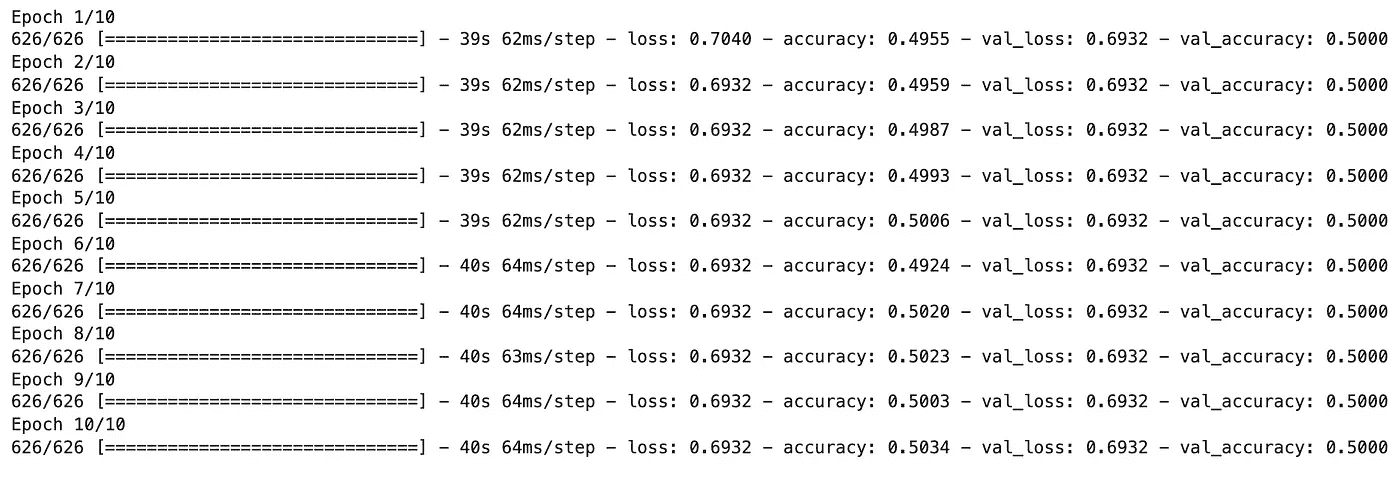 Epoch 1/10
626/626 [==============================] – 39s 62ms/step – loss: 0.7040 – accuracy: 0.4955 – val_loss: 0.6932 – val_accuracy: 0.5000
Epoch 2/10
626/626 [==============================] – 39s 62ms/step – loss: 0.6932 – accuracy: 0.4959 – val_loss: 0.6932 – val_accuracy: 0.5000
Epoch 3/10
626/626 [==============================] – 39s 62ms/step – loss: 0.6932 – accuracy: 0.4987 – val_loss: 0.6932 – val_accuracy: 0.5000
Epoch 4/10
626/626 [==============================] – 39s 62ms/step – loss: 0.6932 – accuracy: 0.4993 – val_loss: 0.6932 – val_accuracy: 0.5000
Epoch 5/10
626/626 [==============================] – 39s 62ms/step – loss: 0.6932 – accuracy: 0.5006 – val_loss: 0.6932 – val_accuracy: 0.5000
Epoch 6/10
626/626 [==============================] – 40s 64ms/step – loss: 0.6932 – accuracy: 0.4924 – val_loss: 0.6932 – val_accuracy: 0.5000
Epoch 7/10
626/626 [==============================] – 40s 64ms/step – loss: 0.6932 – accuracy: 0.5020 – val_loss: 0.6932 – val_accuracy: 0.5000
Epoch 8/10
626/626 [==============================] – 40s 63ms/step – loss: 0.6932 – accuracy: 0.5023 – val_loss: 0.6932 – val_accuracy: 0.5000
Epoch 9/10
626/626 [==============================] – 40s 64ms/step – loss: 0.6932 – accuracy: 0.5003 – val_loss: 0.6932 – val_accuracy: 0.5000
Epoch 10/10
626/626 [==============================] – 40s 64ms/step – loss: 0.6932 – accuracy: 0.5034 – val_loss: 0.6932 – val_accuracy: 0.5000